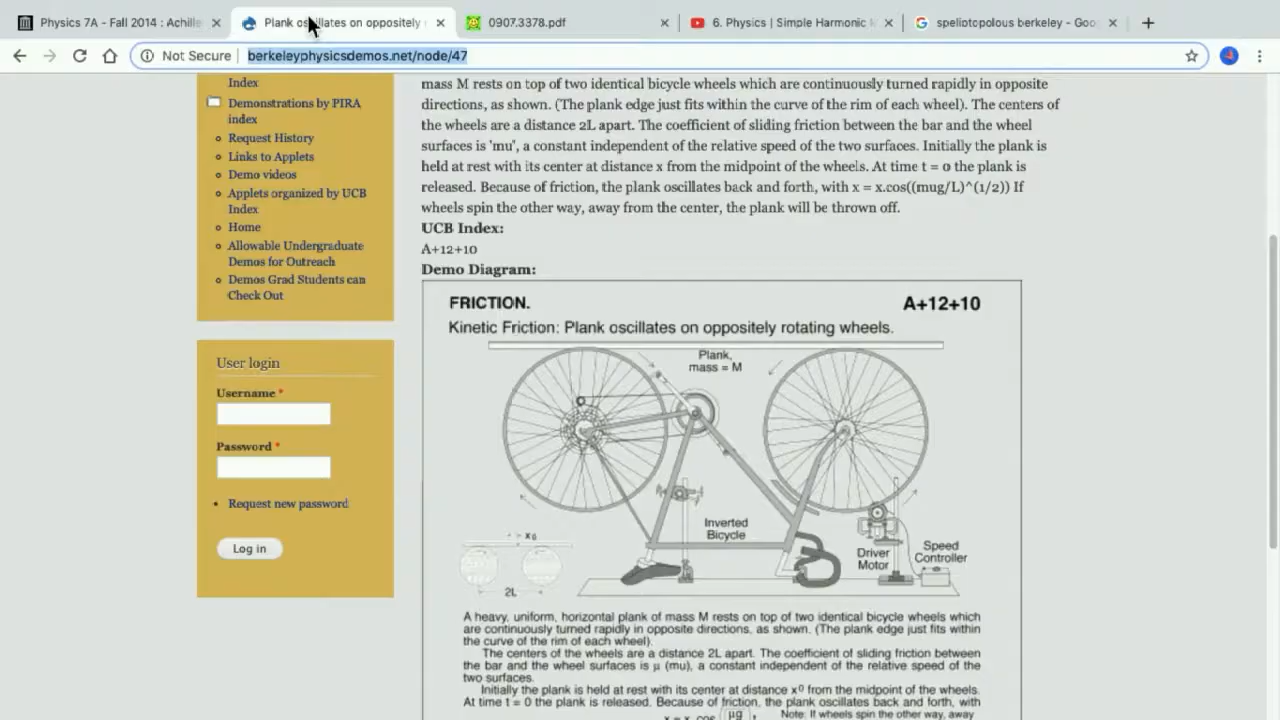 Physics 7A - Fall 2014 : Achille
Plank oscillates on oppositely
0907.3378.pdf
6. Physics | Simple Harmonic
speliotopolous berkeley - Goo
Not Secure
berkeleyphysicsdemos.net/node/47
Index
Demonstrations by PIRA
index
Request History
Links to Applets
Demo videos
Applets organized by UCB
Index
Home
Allowable Undergraduate
Demos for Outreach
Demos Grad Students can
Check Out
User login
Username *
Password *
Request new password
Log in
mass M rests on top of two identical bicycle wheels which are continuously turned rapidly in opposite
directions, as shown. (The plank edge just fits within the curve of the rim of each wheel). The centers of
the wheels are a distance 2L apart. The coefficient of sliding friction between the bar and the wheel
surfaces is 'mu', a constant independent of the relative speed of the two surfaces. Initially the plank is
held at rest with its center at distance x from the midpoint of the wheels. At time t = 0 the plank is
released. Because of friction, the plank oscillates back and forth, with x = x.cos((mug/L)^(1/2)) If
wheels spin the other way, away from the center, the plank will be thrown off.
UCB Index:
A+12+10
Demo Diagram:
FRICTION.
A+12+10
Kinetic Friction: Plank oscillates on oppositely rotating wheels.
Plank,
mass = M
Inverted
Bicycle
Driver
Motor
Speed
Controller
x0
2L
A heavy, uniform, horizontal plank of mass M rests on top of two identical bicycle wheels which
are continuously turned rapidly in opposite directions, as shown. (The plank edge just fits within
the curve of the rim of each wheel).
The centers of the wheels are a distance 2L apart. The coefficient of sliding friction between
the bar and the wheel surfaces is µ (mu), a constant independent of the relative speed of the
two surfaces.
Initially the plank is held at rest with its center at distance x0 from the midpoint of the wheels.
At time t = 0 the plank is released. Because of friction, the plank oscillates back and forth, with
x = x cos µg
Note: If wheels spin the other way, away